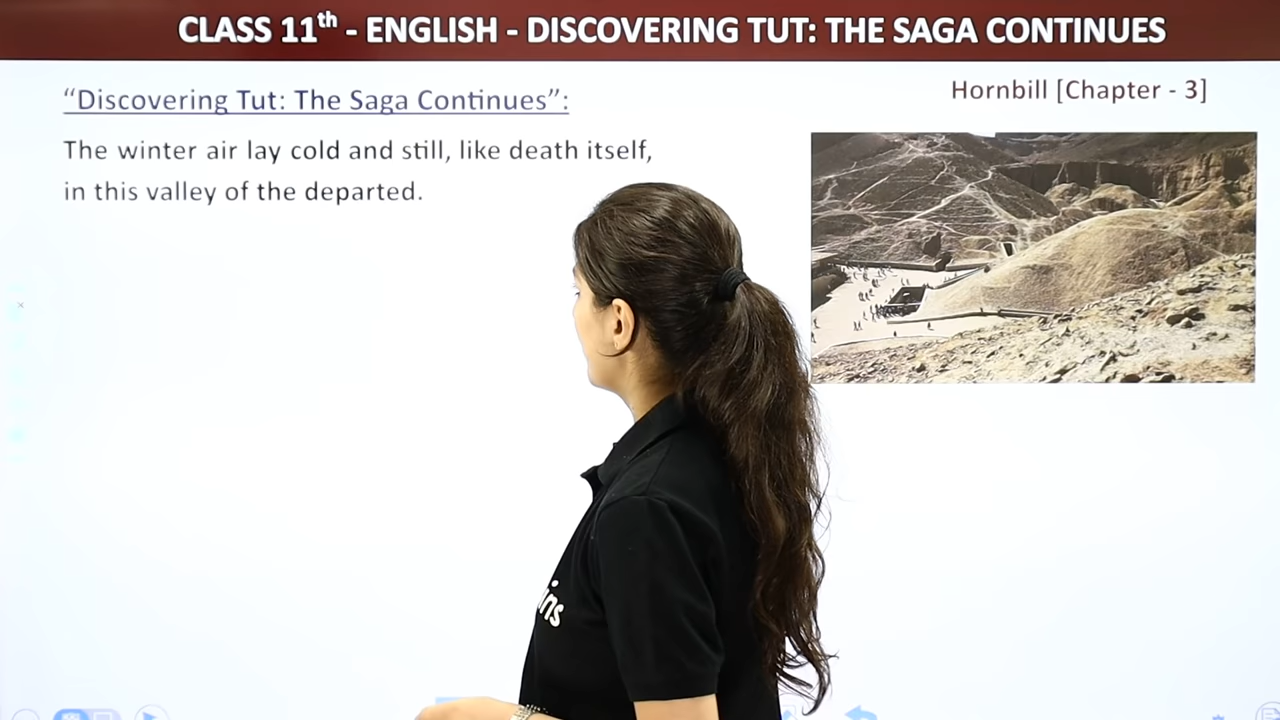 CLASS 11th - ENGLISH - DISCOVERING TUT: THE SAGA CONTINUES
"Discovering Tut: The Saga Continues":
Hornbill [Chapter - 3]
The winter air lay cold and still, like death itself,
in this valley of the departed.